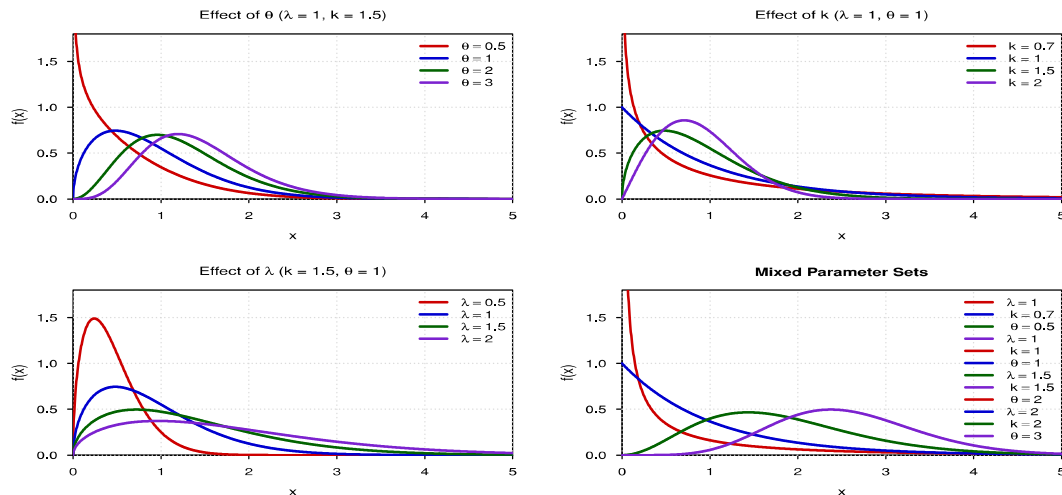 Effect of θ (λ = 1, k = 1.5)
f(x)
1.5
1.0
0.5
0.0
θ = 0.5
θ = 1
θ = 2
θ = 3
0 1 2 3 4 5
x
Effect of k (λ = 1, θ = 1)
f(x)
1.5
1.0
0.5
0.0
k = 0.7
k = 1
k = 1.5
k = 2
0 1 2 3 4 5
x
Effect of λ (k = 1.5, θ = 1)
f(x)
1.5
1.0
0.5
0.0
λ = 0.5
λ = 1
λ = 1.5
λ = 2
0 1 2 3 4 5
x
Mixed Parameter Sets
f(x)
1.5
1.0
0.5
0.0
λ = 1
k = 0.7
θ = 0.5
λ = 1
k = 1
θ = 1
λ = 1.5
k = 1.5
θ = 2
λ = 2
k = 2
θ = 3
0 1 2 3 4 5
x